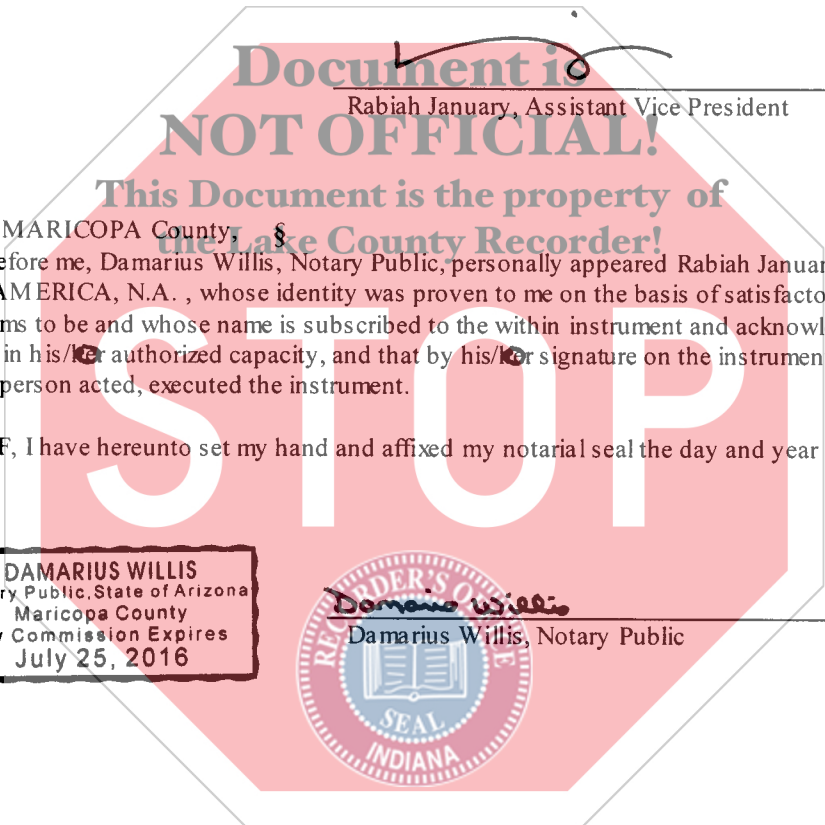 Document is
Rabiah January, Assistant Vice President
NOT OFFICIAL!
This Document is the property of
the Lake County Recorder!
MARICOPA County, §
efore me, Damarius Willis, Notary Public, personally appeared Rabiah Januar
AMERICA, N.A. , whose identity was proven to me on the basis of satisfacto
ms to be and whose name is subscribed to the within instrument and acknowl
in his/her authorized capacity, and that by his/her signature on the instrumen
person acted, executed the instrument.
STOP
F, I have hereunto set my hand and affixed my notarial seal the day and year
DAMARIUS WILLIS
ry Public, State of Arizona
Maricopa County
y Commission Expires
July 25, 2016
Damarius Willis
Damarius Willis, Notary Public
RECORDER'S OFFICE
SEAL
INDIANA